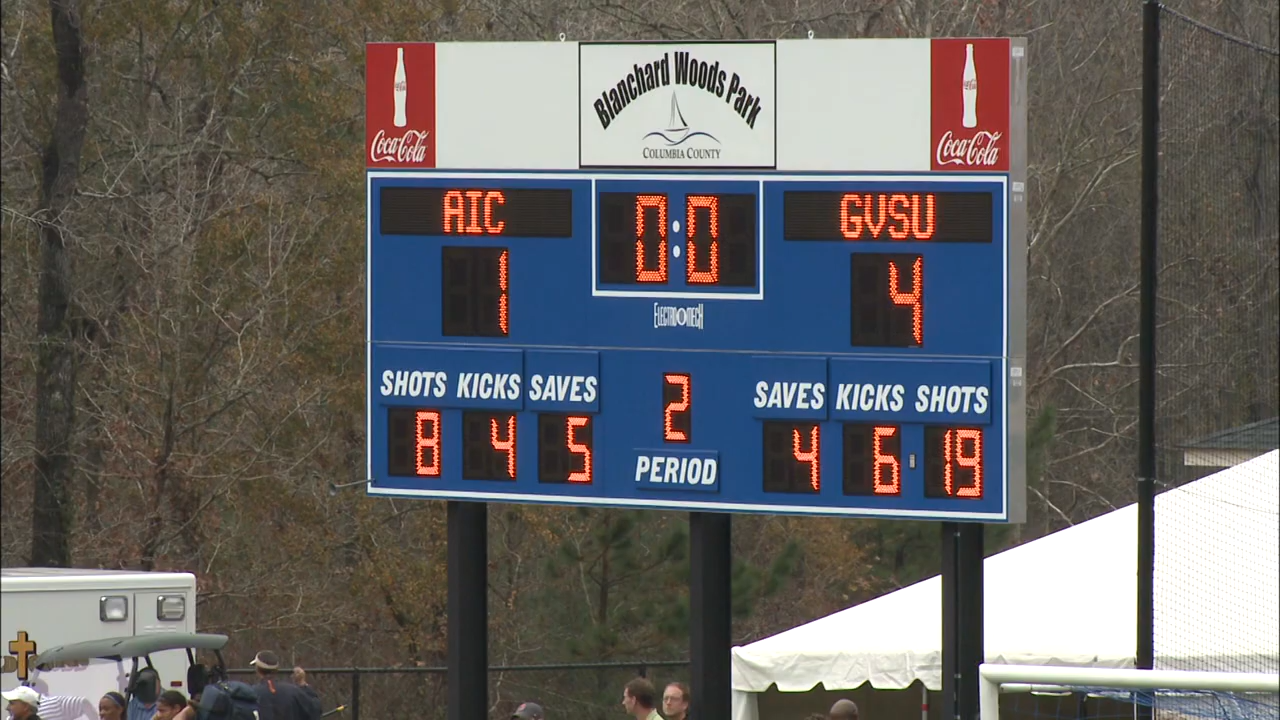 Blanchard Woods Park
COLUMBIA COUNTY
Coca-Cola
Coca-Cola
AIC
0:0
GVSU
1
4
ELECTRO-MECH
SHOTS KICKS SAVES
2
SAVES KICKS SHOTS
8 4 5
PERIOD
4 6 19